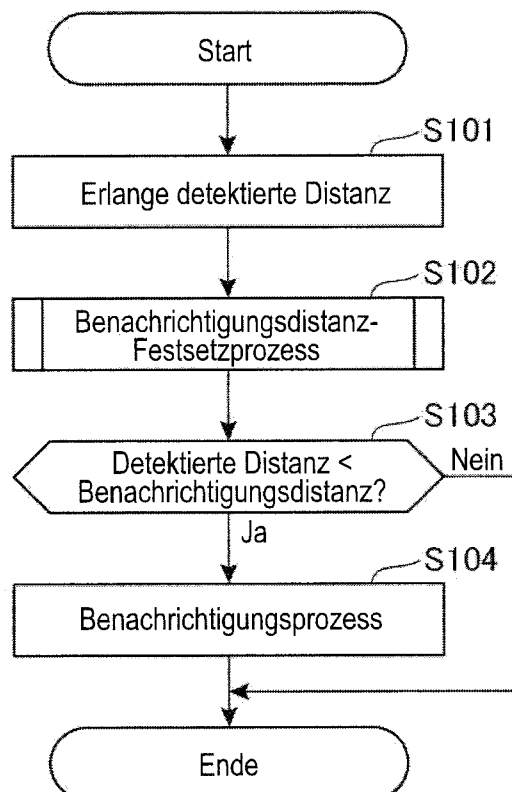 Start
S101
Erlange detektierte Distanz
S102
Benachrichtigungsdistanz-
Festsetzprozess
S103
Detektierte Distanz <
Benachrichtigungsdistanz?
Nein
Ja
S104
Benachrichtigungsprozess
Ende